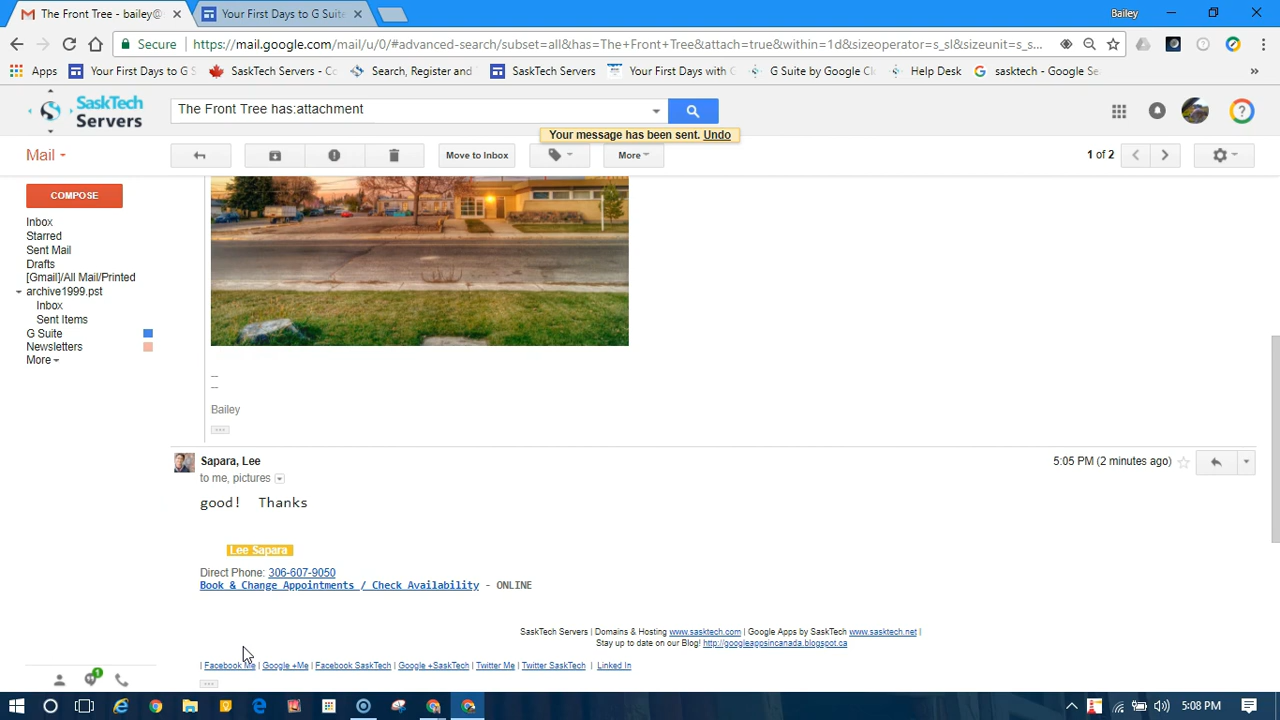 The Front Tree - bailey@
Your First Days to G Suite
Bailey
Secure
https://mail.google.com/mail/u/0/#advanced-search/subset=all&has=The+Front+Tree&attach=true&within=1d&sizeoperator=s_sl&sizeunit=s_s...
Apps
Your First Days to G S
SaskTech Servers - Co
Search, Register and
SaskTech Servers
Your First Days with G
G Suite by Google Clo
Help Desk
sasktech - Google Se
SaskTech
Servers
The Front Tree has:attachment
Your message has been sent. Undo
Mail
Move to Inbox
More
1 of 2
COMPOSE
Inbox
Starred
Sent Mail
Drafts
[Gmail]/All Mail/Printed
archive1999.pst
Inbox
Sent Items
G Suite
Newsletters
More
--
--
Bailey
...
Sapara, Lee
5:05 PM (2 minutes ago)
to me, pictures
good!  Thanks
Lee Sapara
Direct Phone: 306-607-9050
Book & Change Appointments / Check Availability - ONLINE
SaskTech Servers | Domains & Hosting www.sasktech.com | Google Apps by SaskTech www.sasktech.net |
Stay up to date on our Blog! http://googleappsincanada.blogspot.ca
| Facebook Me | Google +Me | Facebook SaskTech | Google +SaskTech | Twitter Me | Twitter SaskTech | Linked In
...
1
5:08 PM